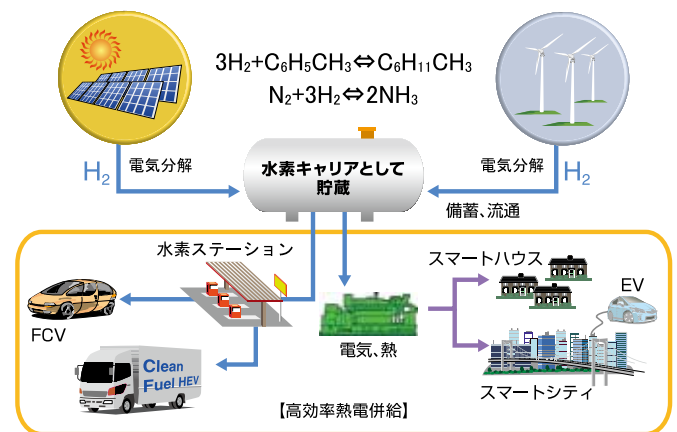 3H₂+C₆H₅CH₃⇔C₆H₁₁CH₃
N₂+3H₂⇔2NH₃
H₂
電気分解
水素キャリアとして
貯蔵
電気分解
H₂
備蓄、流通
水素ステーション
スマートハウス
EV
FCV
電気、熱
Clean
Fuel HEV
スマートシティ
【高効率熱電併給】